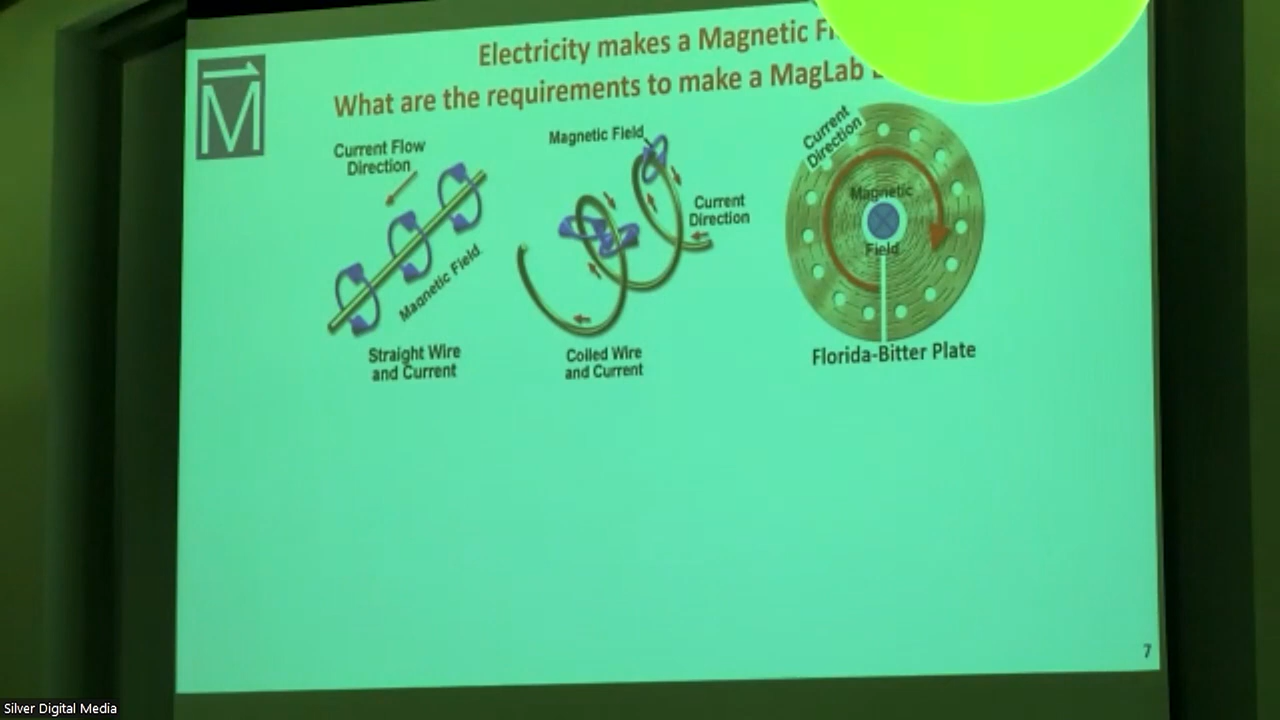 Electricity makes a Magnetic
What are the requirements to make a MagLab
M
Current Flow
Direction
Magnetic Field
Straight Wire
and Current
Magnetic Field
Current
Direction
Coiled Wire
and Current
Current
Direction
Magnetic
Field
Florida-Bitter Plate
7
Silver Digital Media